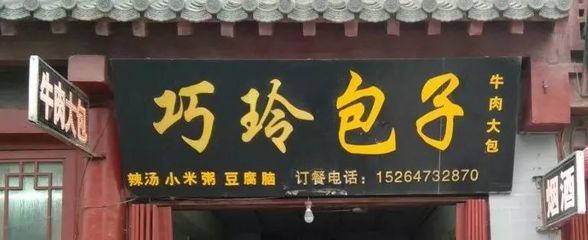 牛肉大包
巧玲包子
牛肉大包
辣汤 小米粥 豆腐脑 订餐电话：15264732870
烟酒